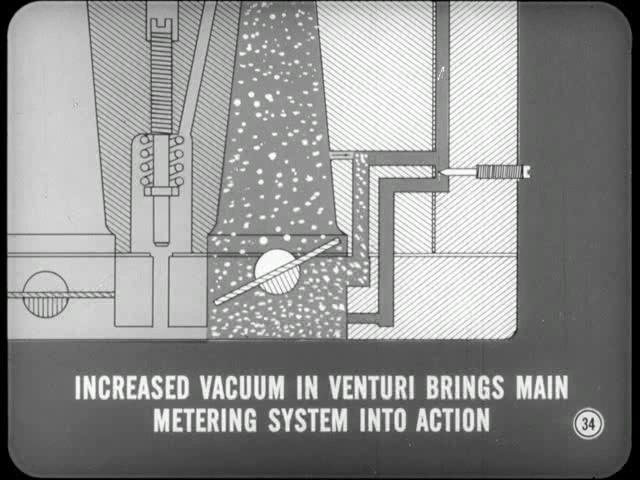 INCREASED VACUUM IN VENTURI BRINGS MAIN
METERING SYSTEM INTO ACTION
34